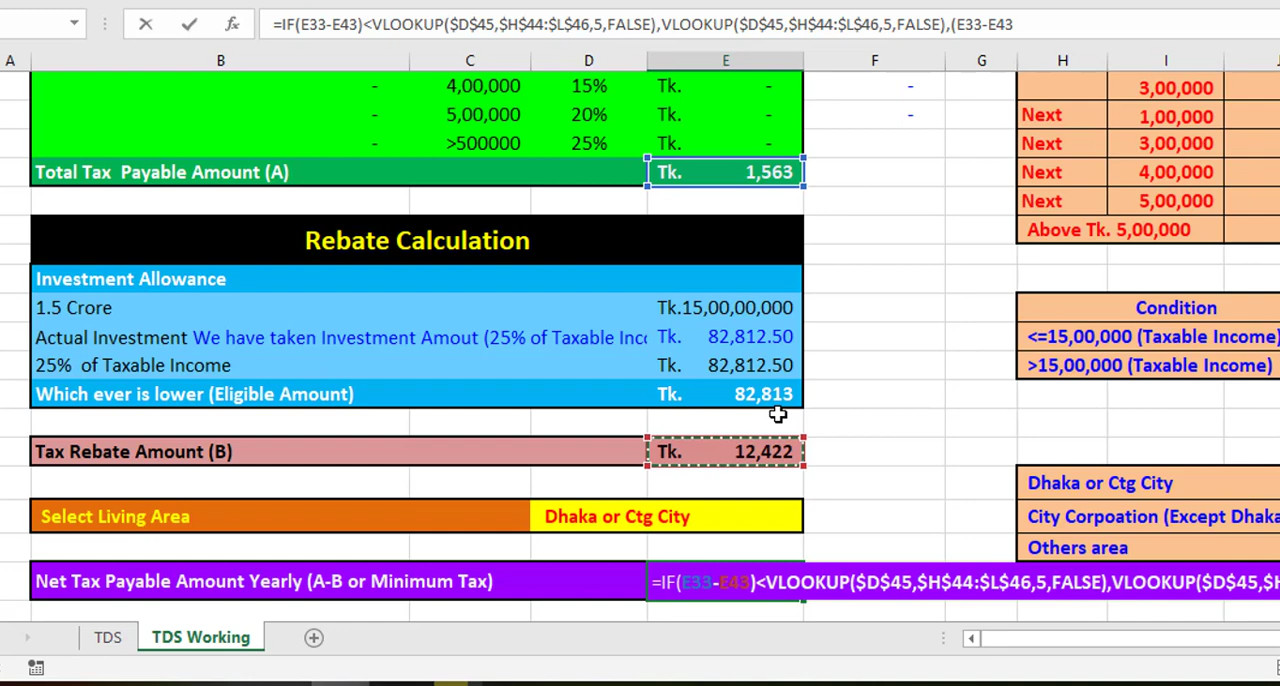 =IF(E33-E43)<VLOOKUP($D$45,$H$44:$L$46,5,FALSE),VLOOKUP($D$45,$H$44:$L$46,5,FALSE),(E33-E43
A B C D E F G H I
- 4,00,000 15% Tk. - -
- 5,00,000 20% Tk. - -
- >500000 25% Tk. -
Total Tax Payable Amount (A) Tk. 1,563
3,00,000
Next 1,00,000
Next 3,00,000
Next 4,00,000
Next 5,00,000
Above Tk. 5,00,000
Rebate Calculation
Investment Allowance
1.5 Crore Tk.15,00,00,000
Actual Investment We have taken Investment Amout (25% of Taxable Inc Tk. 82,812.50
25% of Taxable Income Tk. 82,812.50
Which ever is lower (Eligible Amount) Tk. 82,813
Condition
<=15,00,000 (Taxable Income)
>15,00,000 (Taxable Income)
Tax Rebate Amount (B) Tk. 12,422
Select Living Area Dhaka or Ctg City
Dhaka or Ctg City
City Corpoation (Except Dhaka
Others area
Net Tax Payable Amount Yearly (A-B or Minimum Tax) =IF(E33-E43)<VLOOKUP($D$45,$H$44:$L$46,5,FALSE),VLOOKUP($D$45,$H
TDS TDS Working